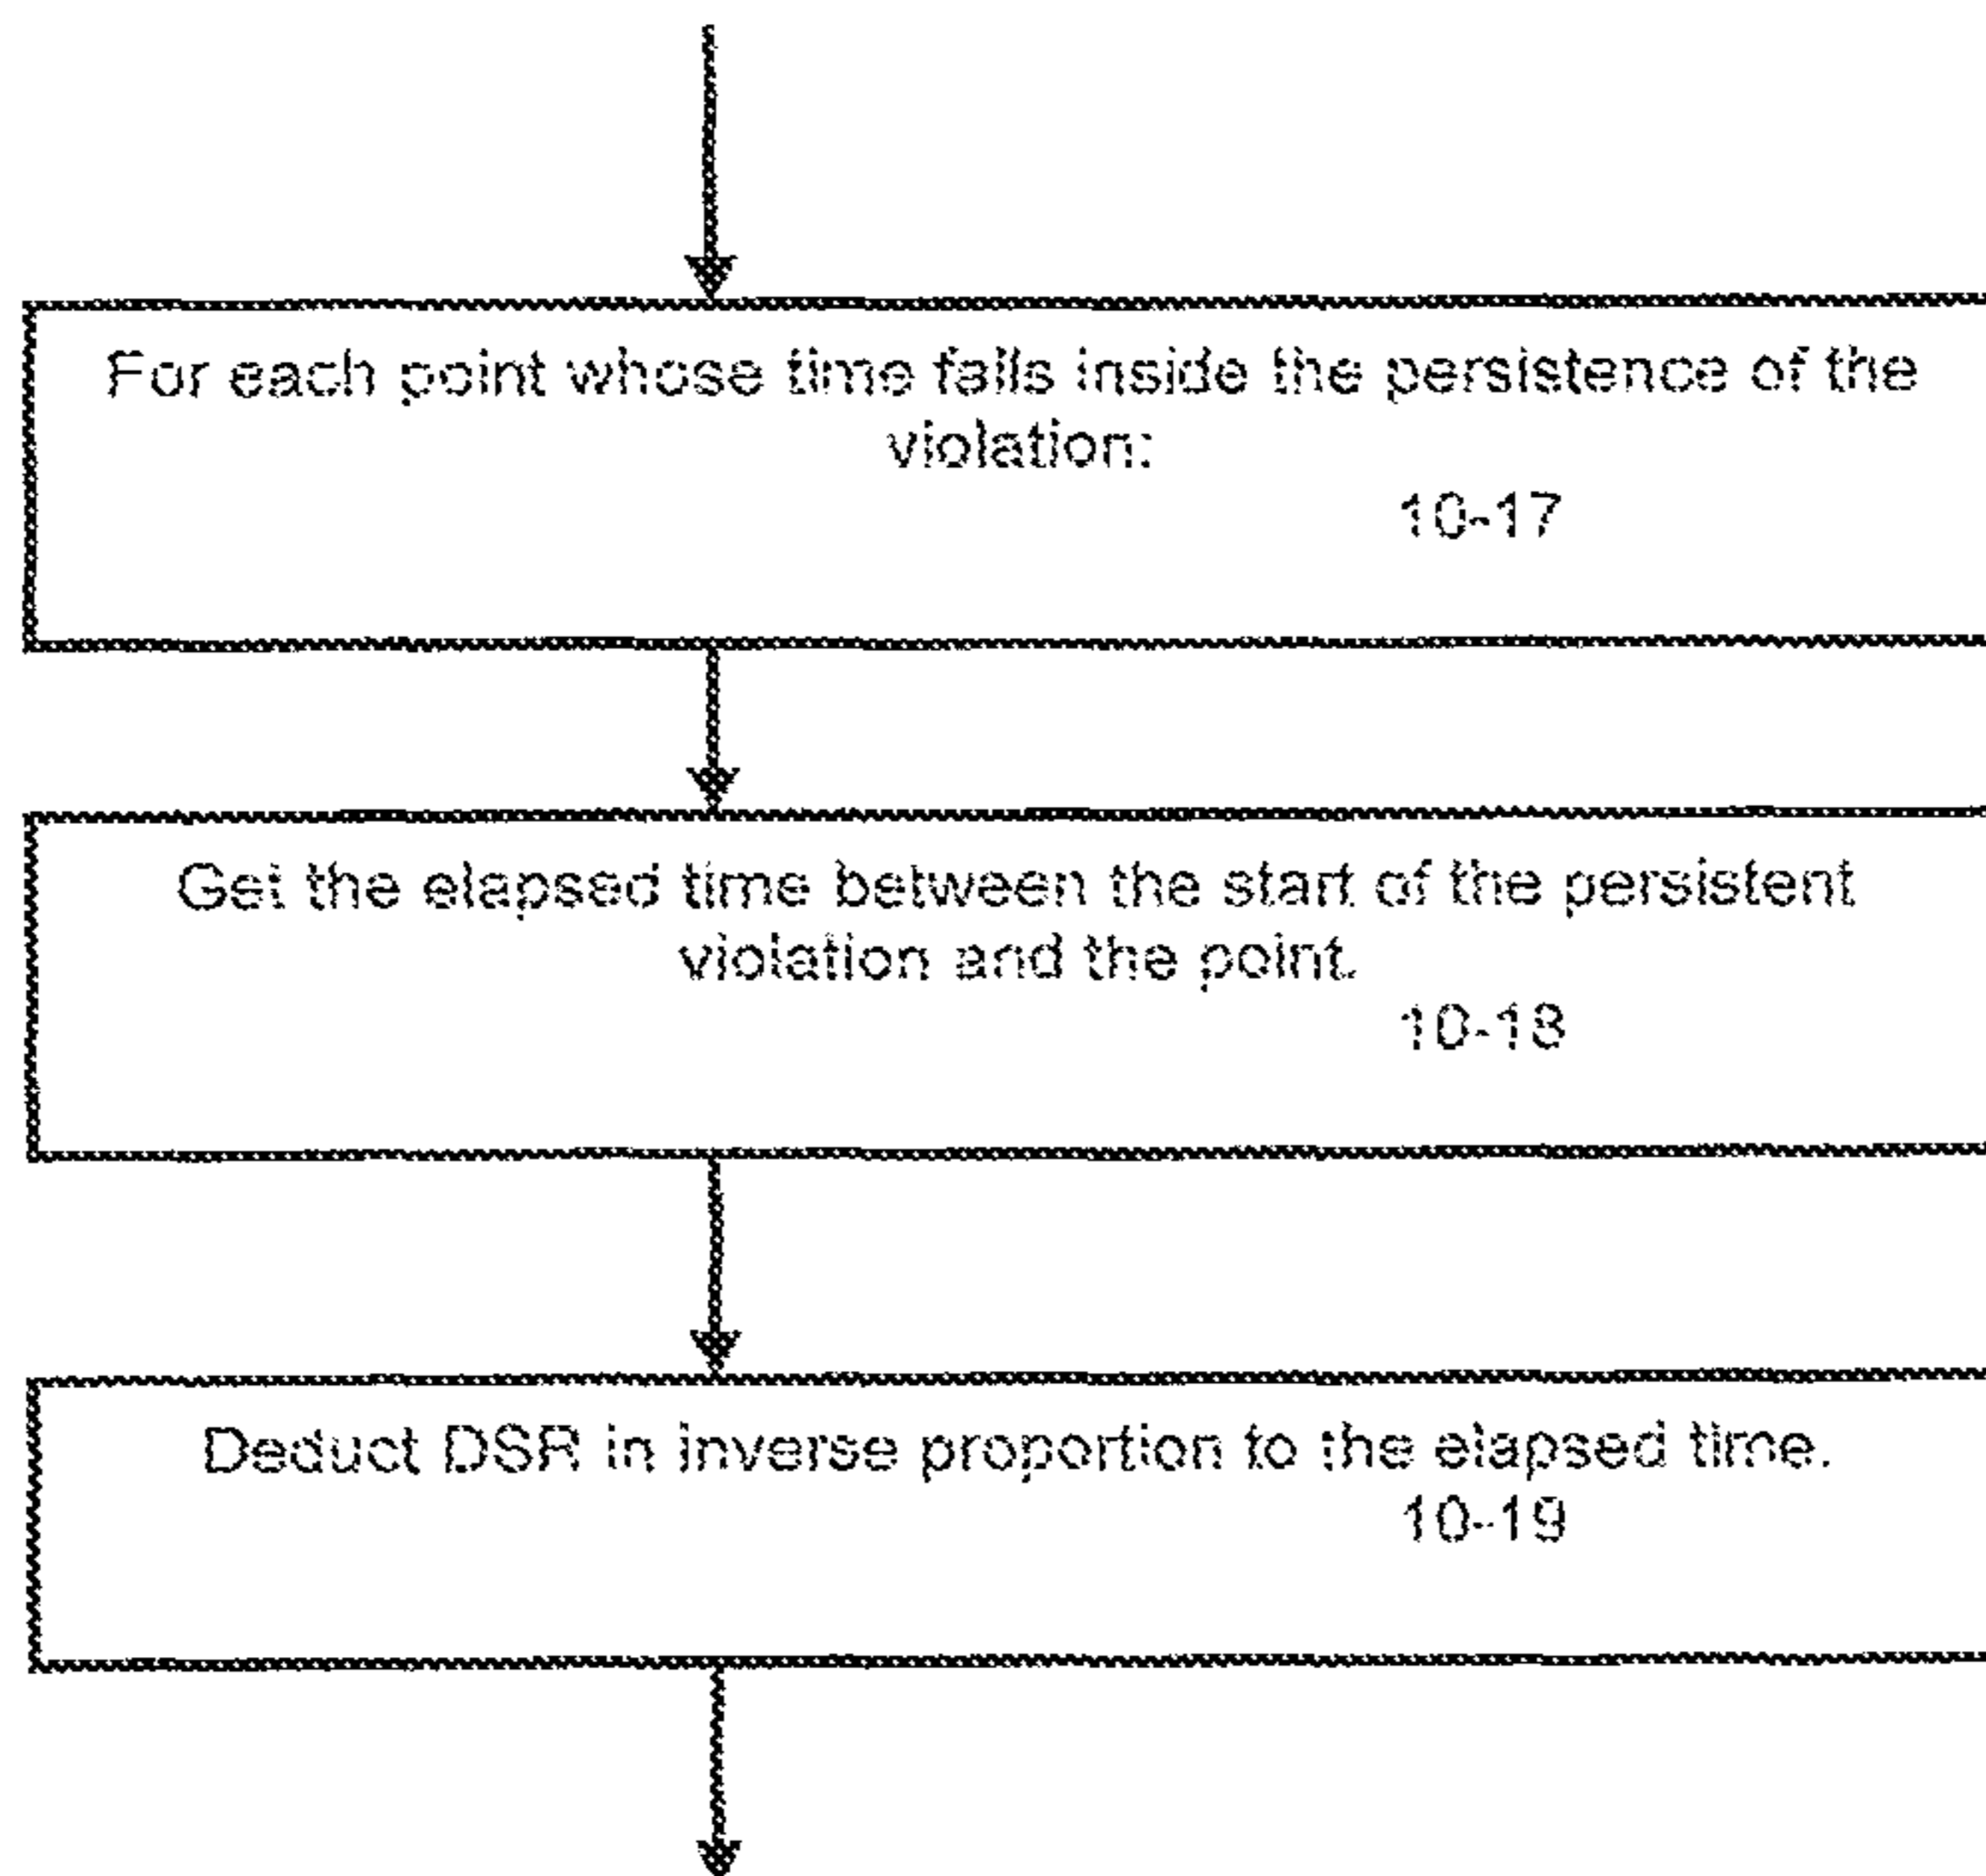 For each point whose time falls inside the persistence of the
violation:
10-17
Get the elapsed time between the start of the persistent
violation and the point.
10-18
Deduct DSR in inverse proportion to the elapsed time.
10-19